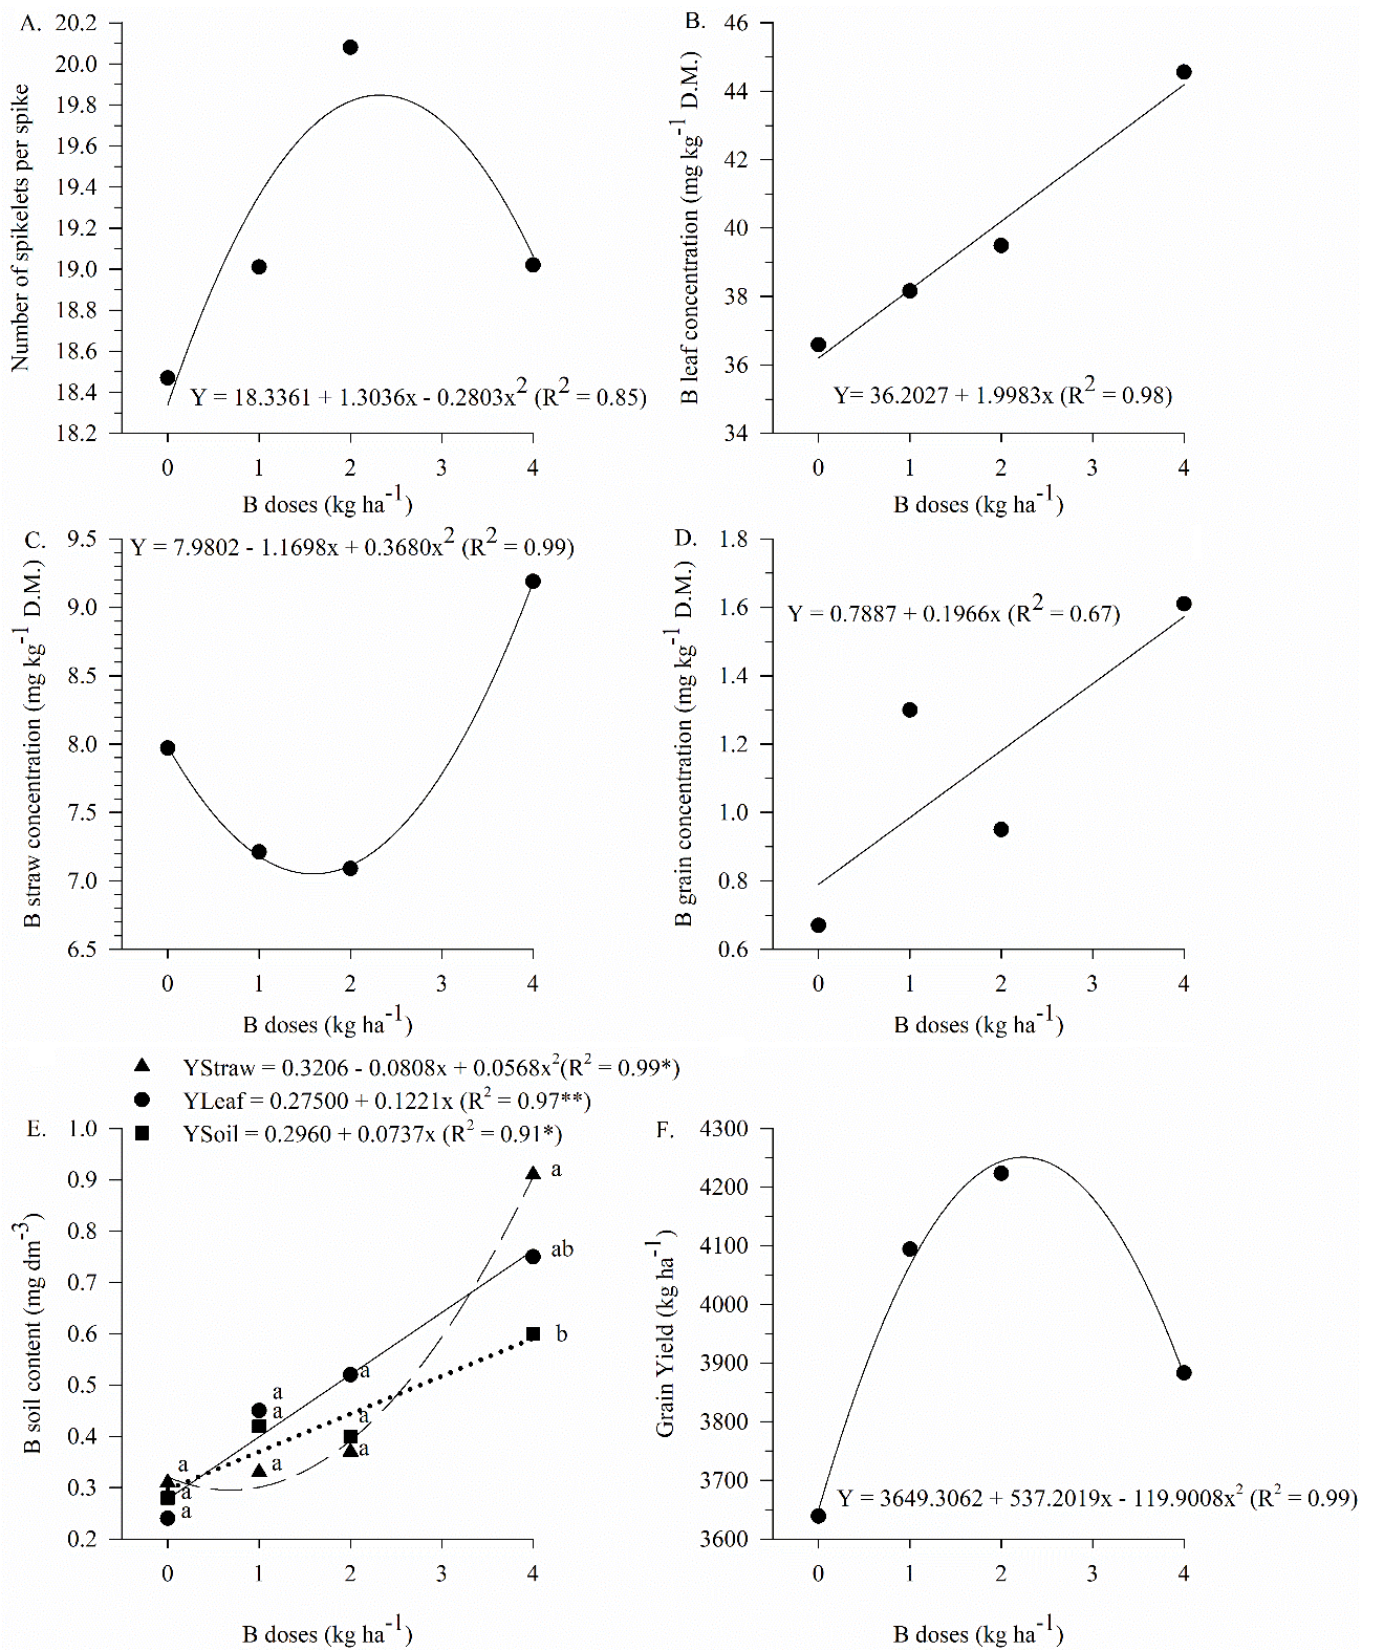 A.
Number of spikelets per spike
20.2
20.0
19.8
19.6
19.4
19.2
19.0
18.8
18.6
18.4
18.2
Y = 18.3361 + 1.3036x - 0.2803x² (R² = 0.85)
0 1 2 3 4
B doses (kg ha⁻¹)
B.
B leaf concentration (mg kg⁻¹ D.M.)
46
44
42
40
38
36
34
Y= 36.2027 + 1.9983x (R² = 0.98)
0 1 2 3 4
B doses (kg ha⁻¹)
C.
B straw concentration (mg kg⁻¹ D.M.)
9.5
9.0
8.5
8.0
7.5
7.0
6.5
Y = 7.9802 - 1.1698x + 0.3680x² (R² = 0.99)
0 1 2 3 4
B doses (kg ha⁻¹)
D.
B grain concentration (mg kg⁻¹ D.M.)
1.8
1.6
1.4
1.2
1.0
0.8
0.6
Y = 0.7887 + 0.1966x (R² = 0.67)
0 1 2 3 4
B doses (kg ha⁻¹)
YStraw = 0.3206 - 0.0808x + 0.0568x²(R² = 0.99*)
YLeaf = 0.27500 + 0.1221x (R² = 0.97**)
YSoil = 0.2960 + 0.0737x (R² = 0.91*)
E.
B soil content (mg dm⁻³)
1.0
0.9
0.8
0.7
0.6
0.5
0.4
0.3
0.2
a
a
a
a
a
a
a
a
a
a
ab
b
0 1 2 3 4
B doses (kg ha⁻¹)
F.
Grain Yield (kg ha⁻¹)
4300
4200
4100
4000
3900
3800
3700
3600
Y = 3649.3062 + 537.2019x - 119.9008x² (R² = 0.99)
0 1 2 3 4
B doses (kg ha⁻¹)